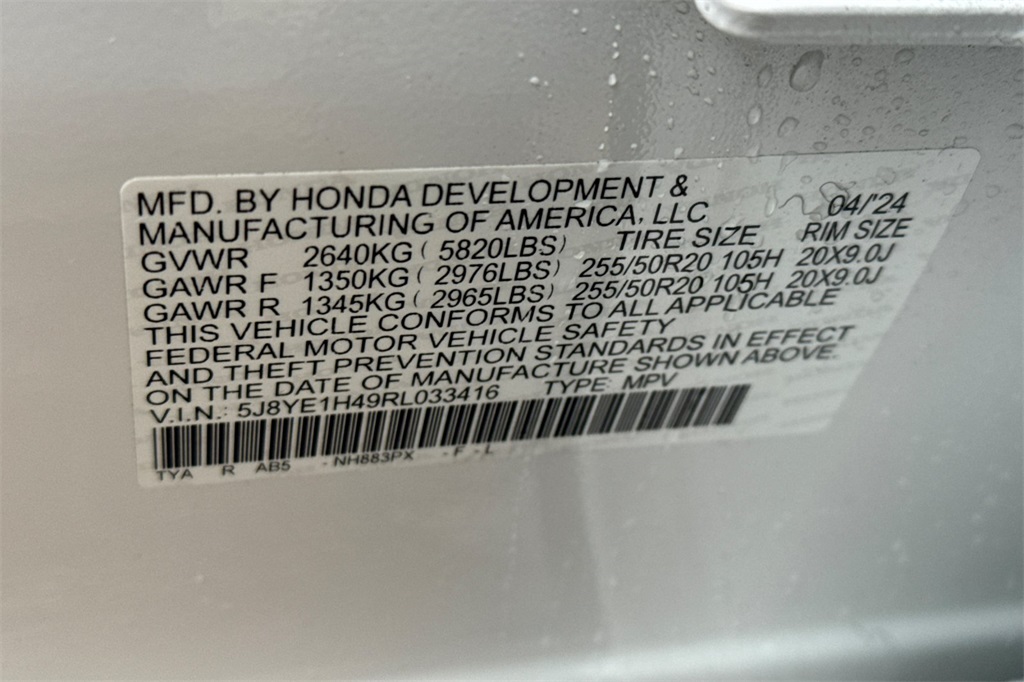 MFD. BY HONDA DEVELOPMENT &
MANUFACTURING OF AMERICA, LLC 04/'24
GVWR 2640KG ( 5820LBS) TIRE SIZE RIM SIZE
GAWR F 1350KG ( 2976LBS) 255/50R20 105H 20X9.0J
GAWR R 1345KG ( 2965LBS) 255/50R20 105H 20X9.0J
THIS VEHICLE CONFORMS TO ALL APPLICABLE
FEDERAL MOTOR VEHICLE SAFETY
AND THEFT PREVENTION STANDARDS IN EFFECT
ON THE DATE OF MANUFACTURE SHOWN ABOVE.
V.I.N.: 5J8YE1H49RL033416 TYPE: MPV
TYA R AB5 - NH883PX - F - L